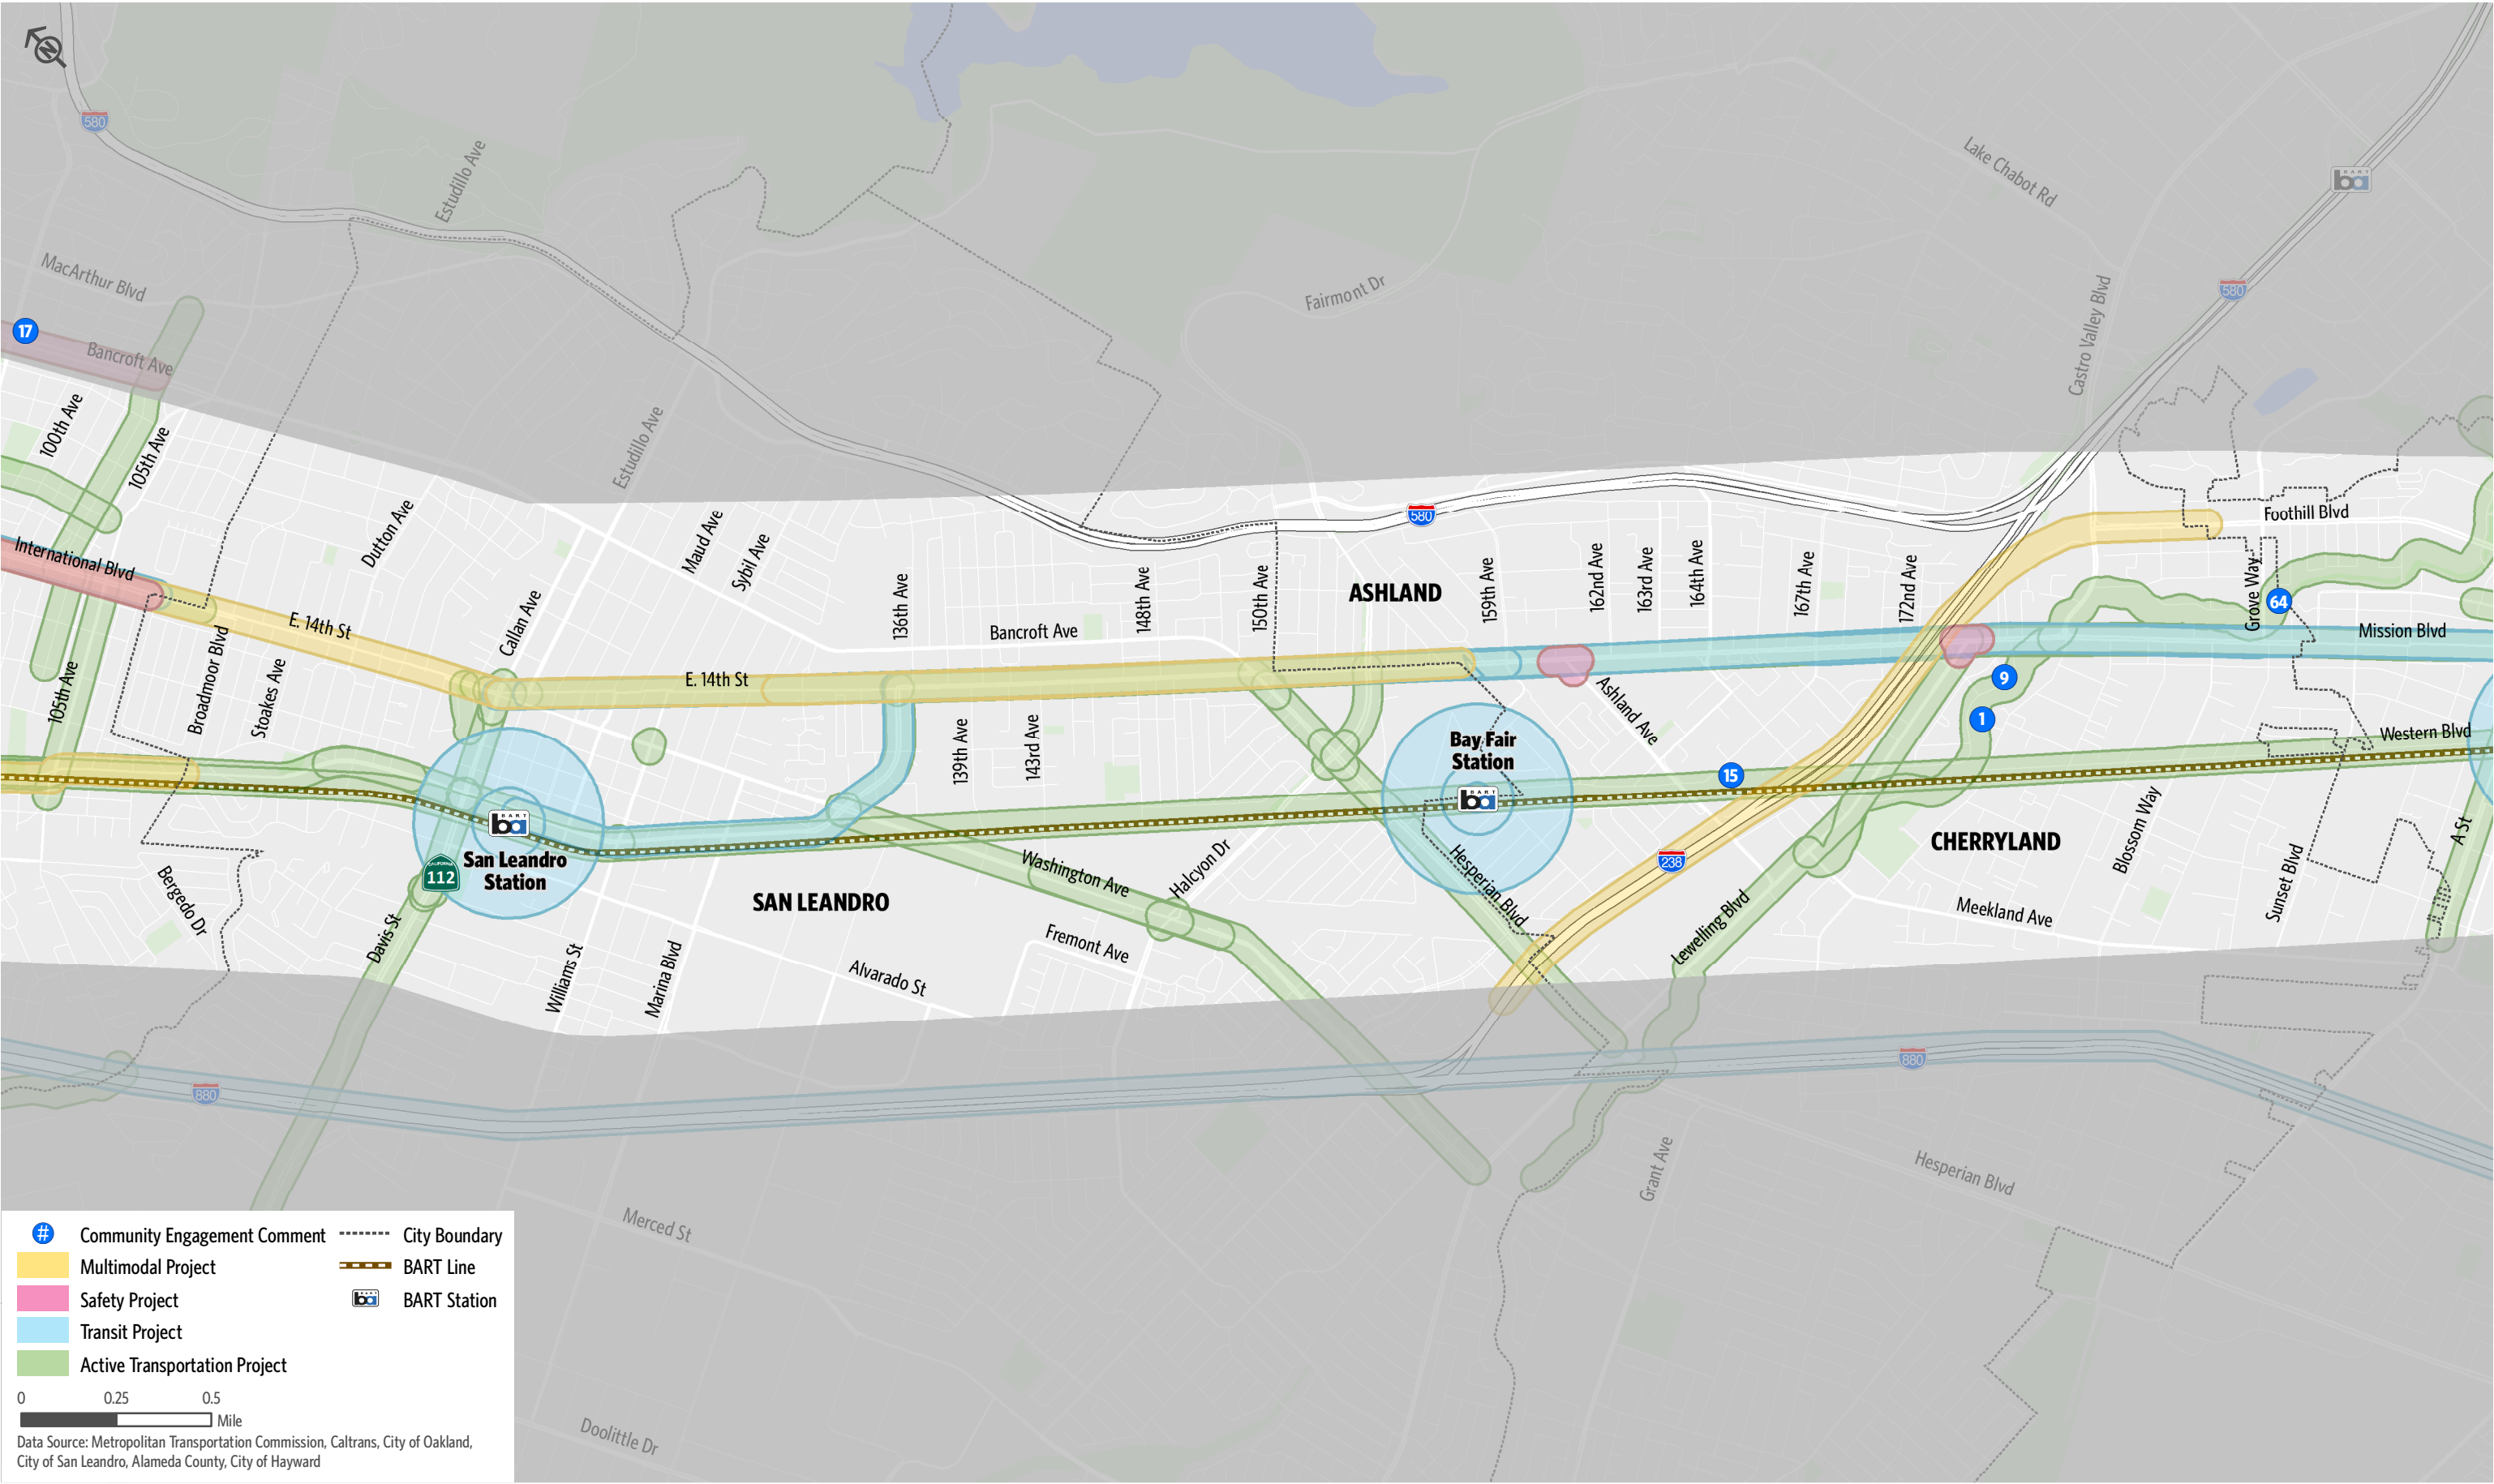 N
580
Estudillo Ave
Lake Chabot Rd
BART
ba
MacArthur Blvd
Fairmont Dr
580
Castro Valley Blvd
17
Bancroft Ave
100th Ave
105th Ave
Estudillo Ave
Dutton Ave
Maud Ave
Sybil Ave
580
Foothill Blvd
International Blvd
E. 14th St
Callan Ave
136th Ave
Bancroft Ave
148th Ave
150th Ave
ASHLAND
159th Ave
162nd Ave
163rd Ave
164th Ave
167th Ave
172nd Ave
Grove Way
64
Mission Blvd
105th Ave
Broadmoor Blvd
Stoakes Ave
E. 14th St
139th Ave
143rd Ave
Ashland Ave
9
1
Western Blvd
Bay Fair
Station
BART
ba
15
BART
ba
San Leandro
Station
CALIFORNIA
112
Bergedo Dr
Davis St
Williams St
Marina Blvd
SAN LEANDRO
Alvarado St
Washington Ave
Fremont Ave
Halcyon Dr
Hesperian Blvd
238
Lewelling Blvd
CHERRYLAND
Meekland Ave
Blossom Way
Sunset Blvd
A St
880
880
Grant Ave
Hesperian Blvd
Merced St
Doolittle Dr
# Community Engagement Comment
City Boundary
Multimodal Project
BART Line
Safety Project
BART
ba
BART Station
Transit Project
Active Transportation Project
0 0.25 0.5
Mile
Data Source: Metropolitan Transportation Commission, Caltrans, City of Oakland,
City of San Leandro, Alameda County, City of Hayward